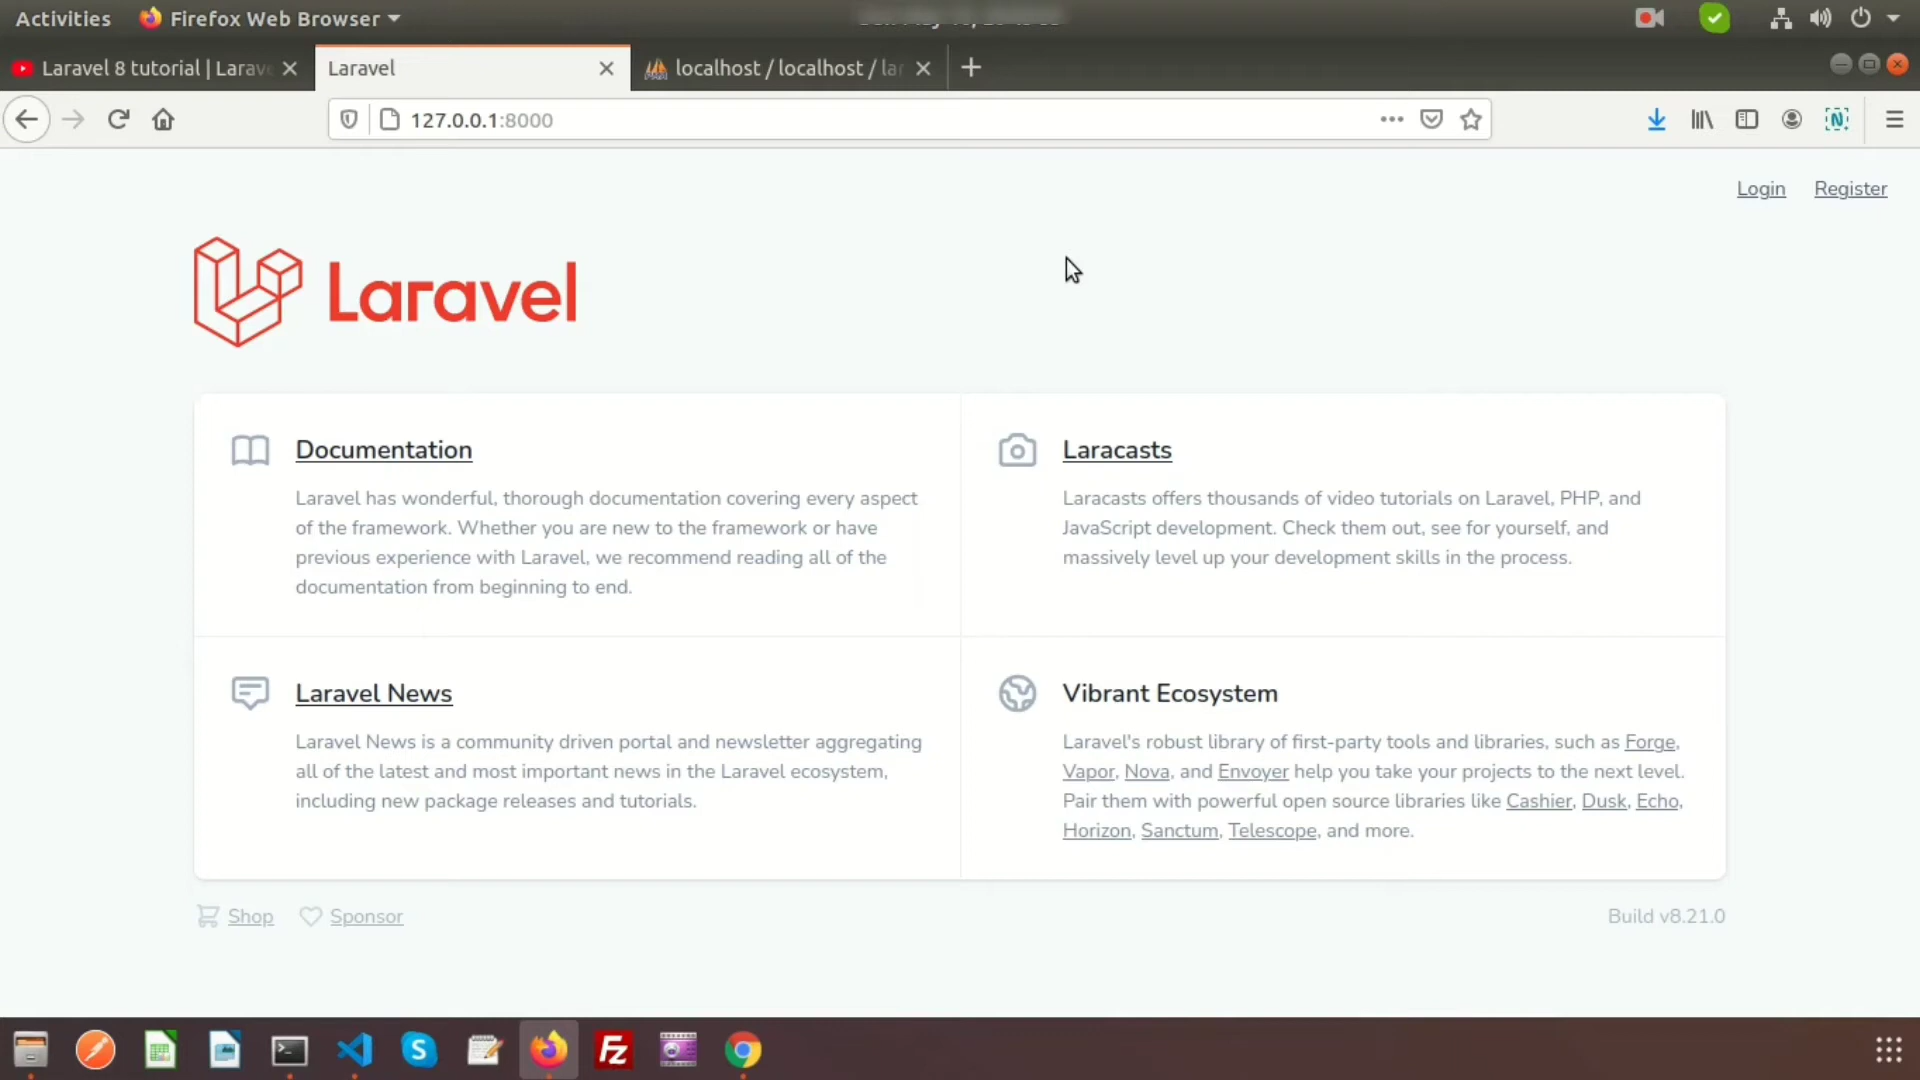 Activities Firefox Web Browser
Laravel 8 tutorial | Larav
Laravel
localhost / localhost / lar
127.0.0.1:8000
Login Register
Laravel
Documentation
Laravel has wonderful, thorough documentation covering every aspect
of the framework. Whether you are new to the framework or have
previous experience with Laravel, we recommend reading all of the
documentation from beginning to end.
Laracasts
Laracasts offers thousands of video tutorials on Laravel, PHP, and
JavaScript development. Check them out, see for yourself, and
massively level up your development skills in the process.
Laravel News
Laravel News is a community driven portal and newsletter aggregating
all of the latest and most important news in the Laravel ecosystem,
including new package releases and tutorials.
Vibrant Ecosystem
Laravel's robust library of first-party tools and libraries, such as Forge,
Vapor, Nova, and Envoyer help you take your projects to the next level.
Pair them with powerful open source libraries like Cashier, Dusk, Echo,
Horizon, Sanctum, Telescope, and more.
Shop Sponsor
Build v8.21.0